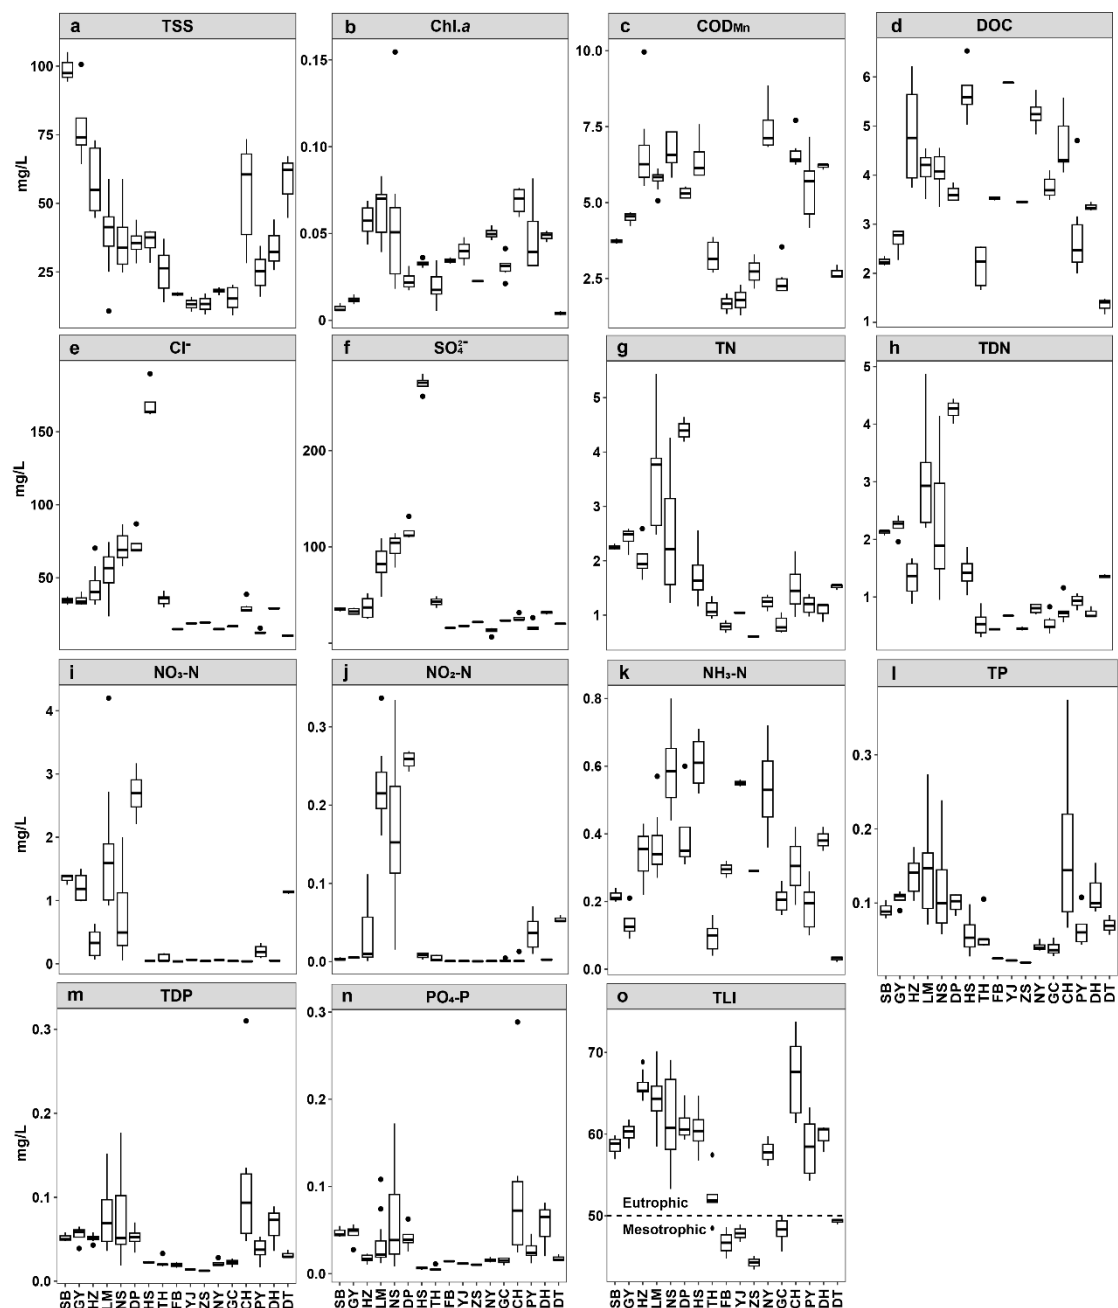 a TSS
b Chl.a
c CODMn
d DOC
mg/L
100
75
50
25
0.15
0.10
0.05
0
10.0
7.5
5.0
2.5
6
5
4
3
2
1
e Cl⁻
f SO₄²⁻
g TN
h TDN
mg/L
150
100
50
200
100
5
4
3
2
1
5
4
3
2
1
i NO₃-N
j NO₂-N
k NH₃-N
l TP
mg/L
4
3
2
1
0
0.3
0.2
0.1
0.0
0.8
0.6
0.4
0.2
0.0
0.3
0.2
0.1
SB GY HZ LM NS DP HS TH FB YJ ZS NY GC CH PY DH DT
m TDP
n PO₄-P
o TLI
mg/L
0.3
0.2
0.1
0.0
0.3
0.2
0.1
0.0
70
60
50
Eutrophic
Mesotrophic
SB GY HZ LM NS DP HS TH FB YJ ZS NY GC CH PY DH DT
SB GY HZ LM NS DP HS TH FB YJ ZS NY GC CH PY DH DT
SB GY HZ LM NS DP HS TH FB YJ ZS NY GC CH PY DH DT